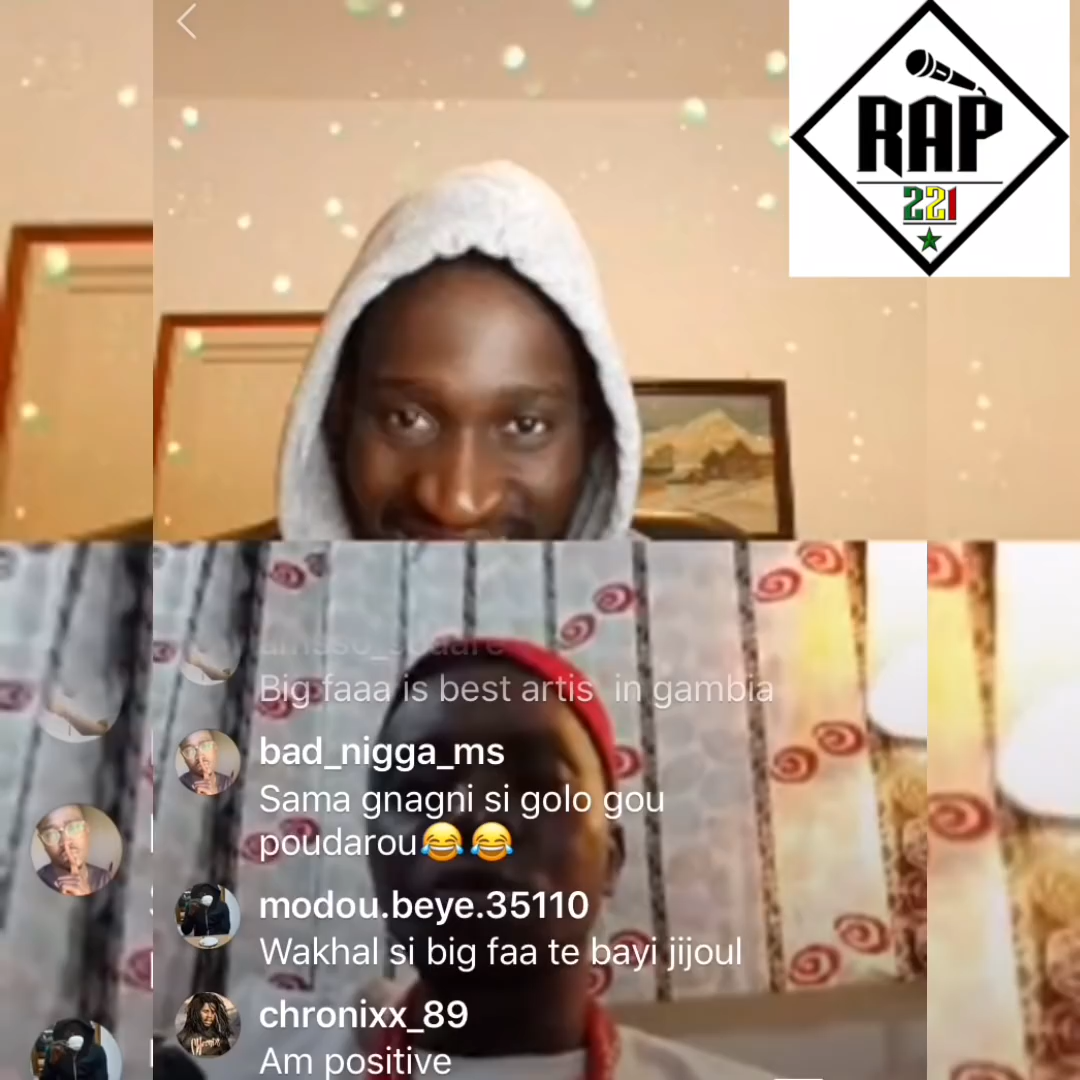 RAP
221
Big faaa is best artis in gambia
bad_nigga_ms
Sama gnagni si golo gou
poudarou😂😂
modou.beye.35110
Wakhal si big faa te bayi jijoul
chronixx_89
Am positive